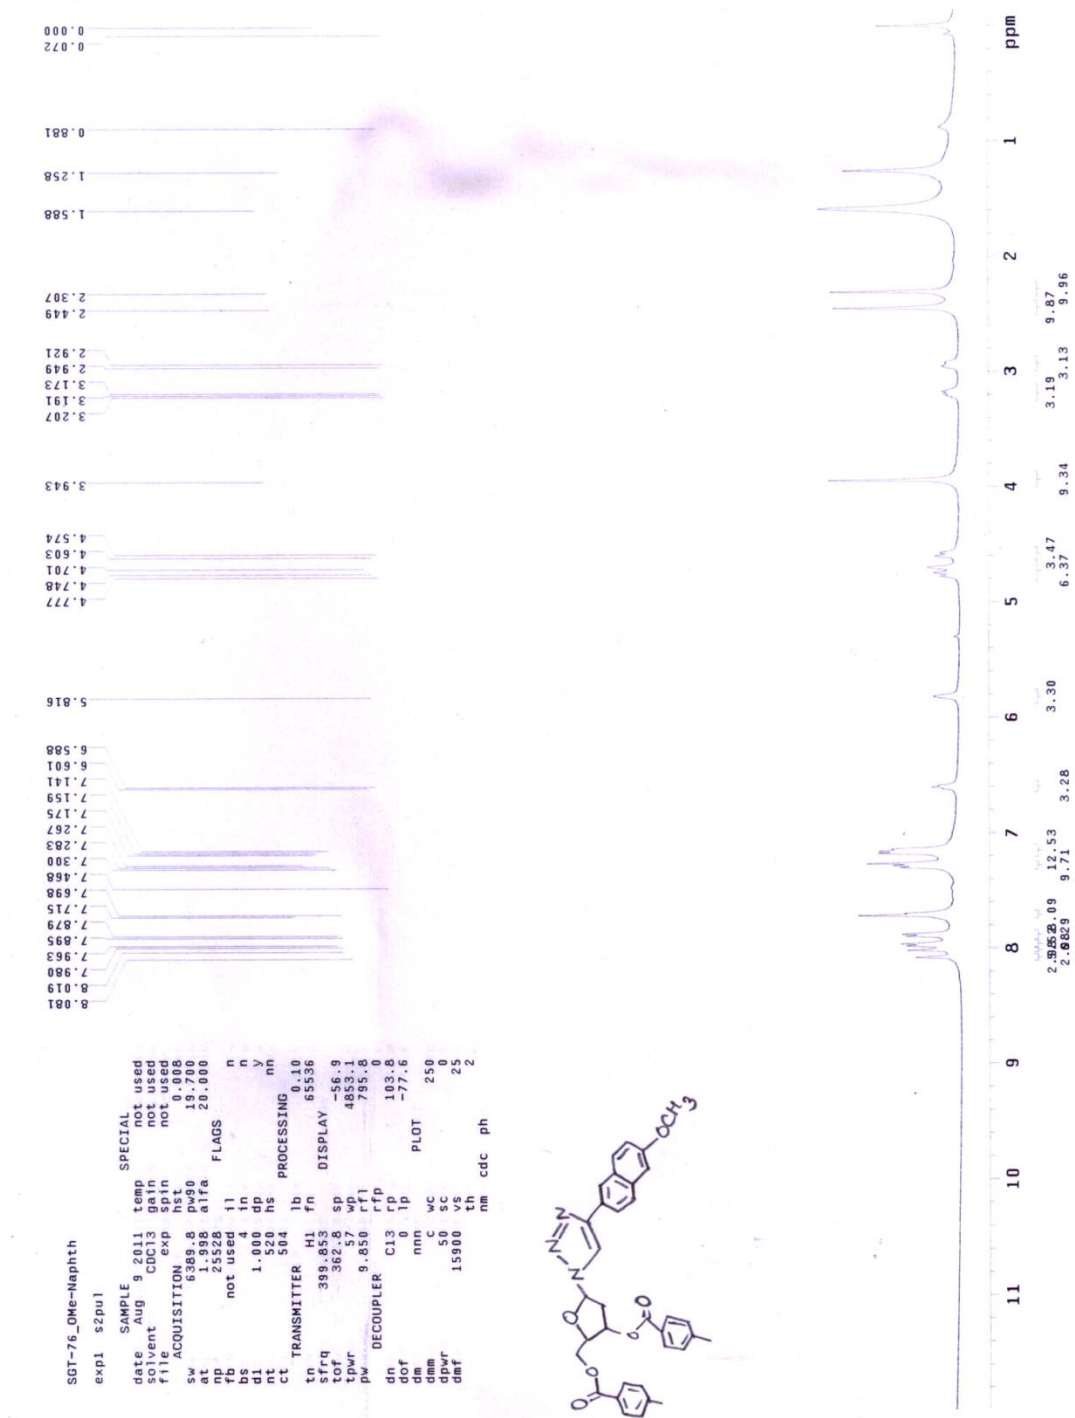 SGT-76_OMe-Naphth
exp1 s2pul
SAMPLE
date Aug 9 2011
solvent CDCl3
file exp
ACQUISITION
sw 6389.8
at 1.998
np 25528
fb not used
bs 4
d1 1.000
nt 520
ct 504
TRANSMITTER
tn H1
sfrq 399.853
tof 362.8
tpwr 57
pw 9.850
DECOUPLER
dn C13
dof 0
dm nnn
dmm c
dpwr 50
dmf 15900
SPECIAL
temp not used
gain not used
spin not used
hst 0.008
pw90 19.700
alfa 20.000
FLAGS
il n
in n
dp y
hs nn
PROCESSING
lb 0.10
fn 65536
DISPLAY
sp -56.9
wp 4853.1
rfl 795.8
rfp 0
rp 103.8
lp -77.6
PLOT
wc 250
sc 0
vs 25
th 2
nm cdc ph
8.081
8.019
7.980
7.963
7.895
7.879
7.715
7.698
7.468
7.300
7.283
7.267
7.175
7.159
7.141
6.601
6.588
5.816
4.777
4.748
4.701
4.603
4.574
3.943
3.207
3.191
3.173
2.949
2.921
2.449
2.307
1.588
1.258
0.881
0.072
0.000
11 10 9 8 7 6 5 4 3 2 1 ppm
12.53 3.30 3.47 3.19 9.87
9.71 3.28 6.37 9.34 3.13 9.96
N=N
N
N
O
O
O
O
O
OCH3